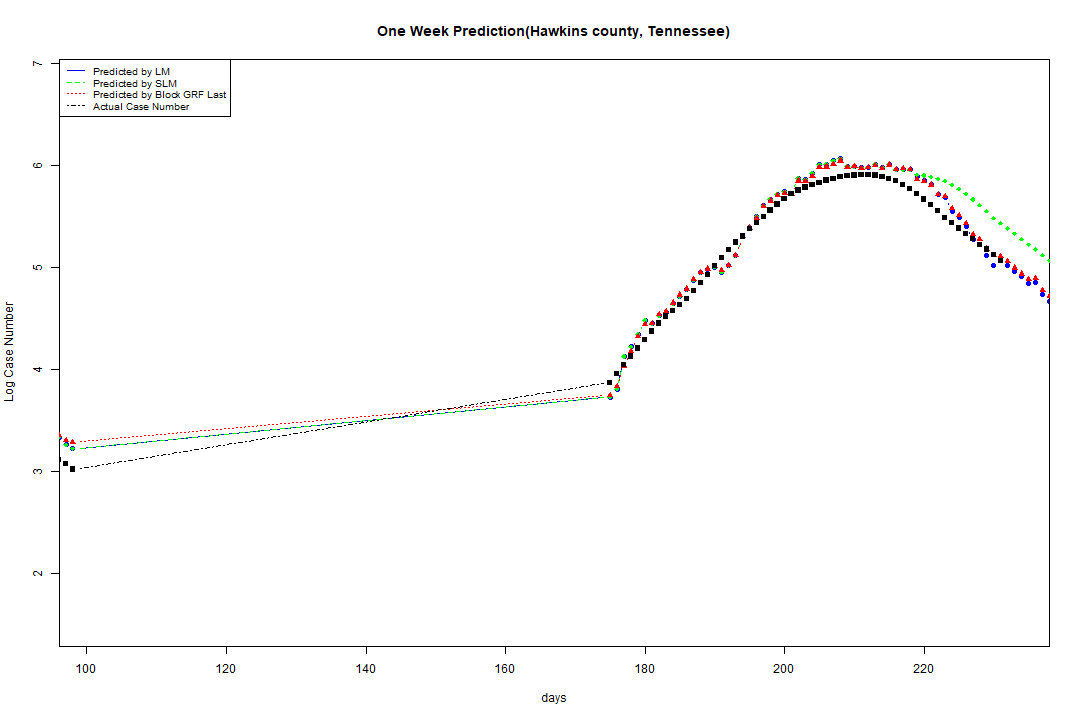 One Week Prediction(Hawkins county, Tennessee)
Predicted by LM
Predicted by SLM
Predicted by Block GRF Last
Actual Case Number
7
6
5
4
3
2
Log Case Number
100 120 140 160 180 200 220
days